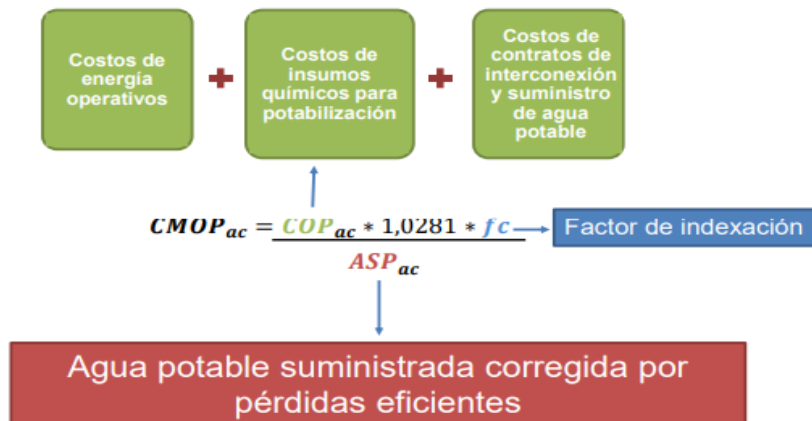 Costos de
energía
operativos
+
Costos de
insumos
químicos para
potabilización
+
Costos de
contratos de
interconexión
y suministro
de agua
potable
CMOP_ac = COP_ac * 1,0281 * fc
ASP_ac
Factor de indexación
Agua potable suministrada corregida por
pérdidas eficientes